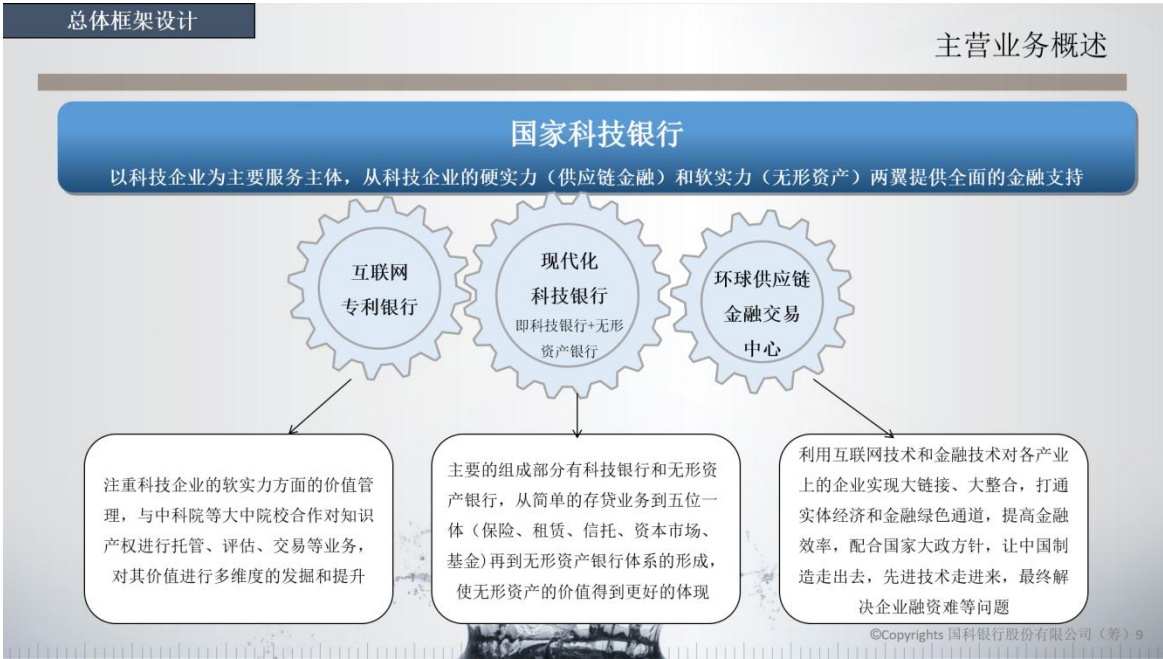 总体框架设计
主营业务概述
国家科技银行
以科技企业为主要服务主体，从科技企业的硬实力（供应链金融）和软实力（无形资产）两翼提供全面的金融支持
互联网
专利银行
现代化
科技银行
即科技银行+无形
资产银行
环球供应链
金融交易
中心
注重科技企业的软实力方面的价值管
理，与中科院等大中院校合作对知识
产权进行托管、评估、交易等业务，
对其价值进行多维度的发掘和提升
主要的组成部分有科技银行和无形资
产银行，从简单的存贷业务到五位一
体（保险、租赁、信托、资本市场、
基金)再到无形资产银行体系的形成，
使无形资产的价值得到更好的体现
利用互联网技术和金融技术对各产业
上的企业实现大链接、大整合，打通
实体经济和金融绿色通道，提高金融
效率，配合国家大政方针，让中国制
造走出去，先进技术走进来，最终解
决企业融资难等问题
©Copyrights 国科银行股份有限公司（筹）9